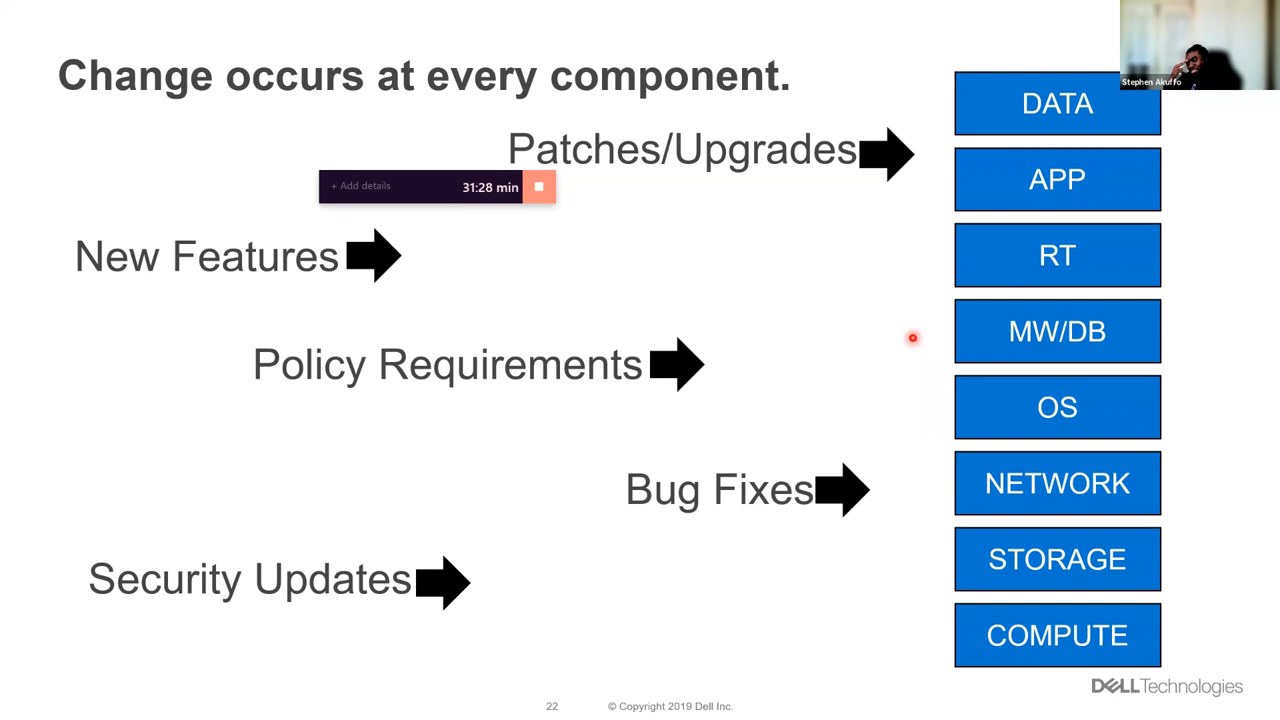 Change occurs at every component.
Stephen Akuffo
DATA
Patches/Upgrades
APP
+ Add details
31:28 min
New Features
RT
MW/DB
Policy Requirements
OS
Bug Fixes
NETWORK
STORAGE
Security Updates
COMPUTE
DELL Technologies
22
© Copyright 2019 Dell Inc.